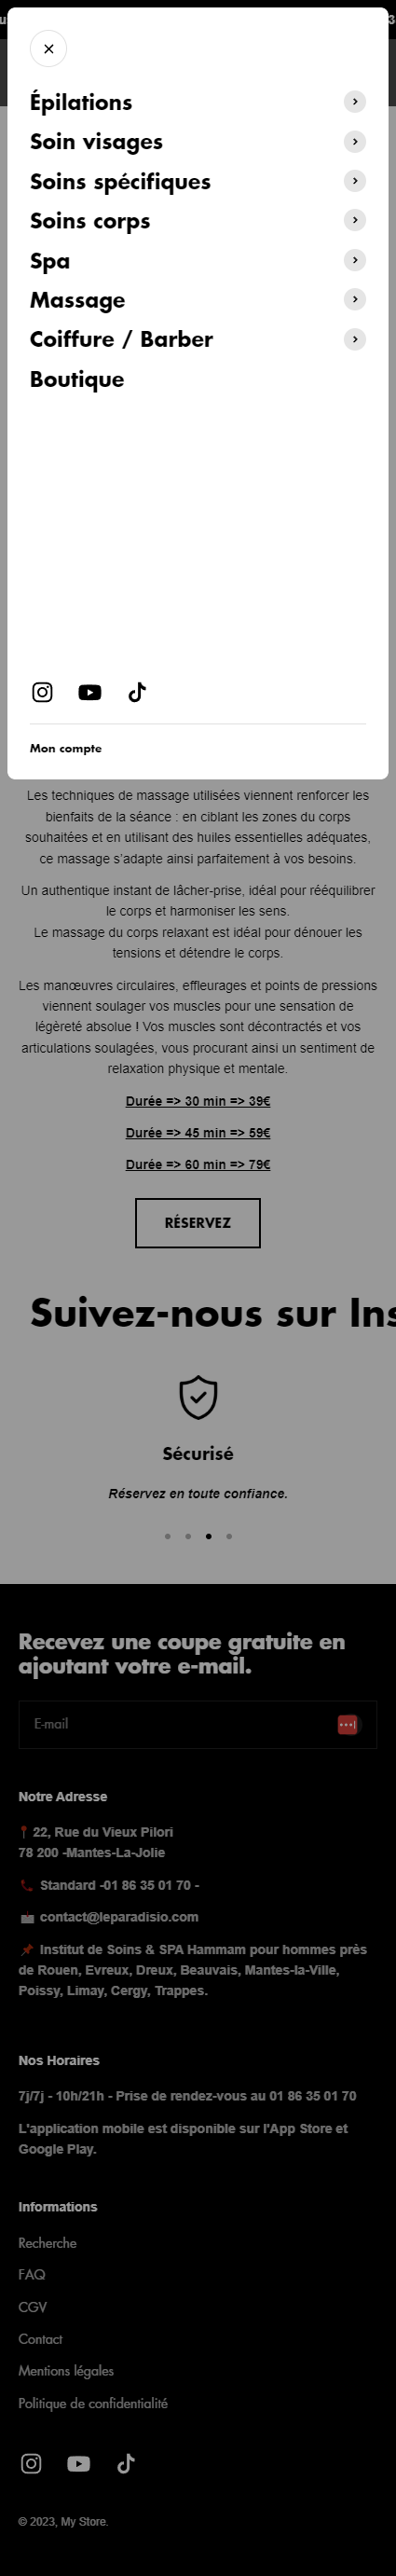 Épilations
Soin visages
Soins spécifiques
Soins corps
Spa
Massage
Coiffure / Barber
Boutique
Mon compte
Les techniques de massage utilisées viennent renforcer les
bienfaits de la séance : en ciblant les zones du corps
souhaitées et en utilisant des huiles essentielles adéquates,
ce massage s'adapte ainsi parfaitement à vos besoins.
Un authentique instant de lâcher-prise, idéal pour rééquilibrer
le corps et harmoniser les sens.
Le massage du corps relaxant est idéal pour dénouer les
tensions et détendre le corps.
Les manœuvres circulaires, effleurages et points de pressions
viennent soulager vos muscles pour une sensation de
légèreté absolue ! Vos muscles sont décontractés et vos
articulations soulagées, vous procurant ainsi un sentiment de
relaxation physique et mentale.
Durée => 30 min => 39€
Durée => 45 min => 59€
Durée => 60 min => 79€
RÉSERVEZ
Suivez-nous sur Ins
Sécurisé
Réservez en toute confiance.
Recevez une coupe gratuite en
ajoutant votre e-mail.
E-mail
Notre Adresse
22, Rue du Vieux Pilori
78 200 -Mantes-La-Jolie
Standard -01 86 35 01 70 -
contact@leparadisio.com
Institut de Soins & SPA Hammam pour hommes près
de Rouen, Evreux, Dreux, Beauvais, Mantes-la-Ville,
Poissy, Limay, Cergy, Trappes.
Nos Horaires
7j/7j - 10h/21h - Prise de rendez-vous au 01 86 35 01 70
L'application mobile est disponible sur l'App Store et
Google Play.
Informations
Recherche
FAQ
CGV
Contact
Mentions légales
Politique de confidentialité
© 2023, My Store.